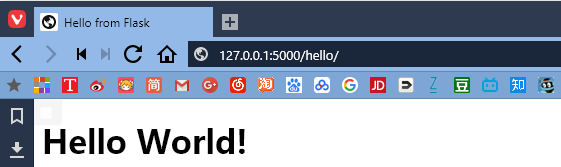 Hello from Flask
127.0.0.1:5000/hello/
T 简 M G+ 淘 G JD E Z 豆 知
Hello World!